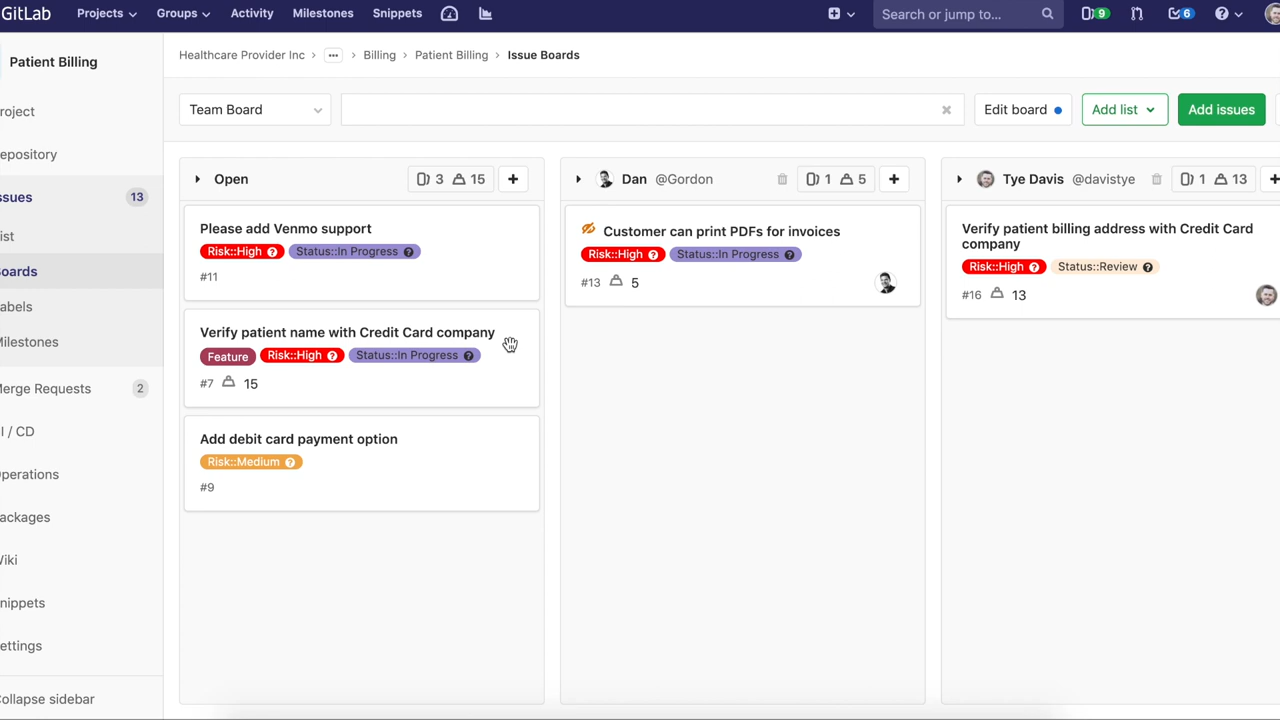 GitLab Projects Groups Activity Milestones Snippets Search or jump to... 9 6
Patient Billing
Healthcare Provider Inc › ... › Billing › Patient Billing › Issue Boards
Team Board Edit board Add list Add issues
roject
epository
ssues 13
ist
oards
abels
ilestones
erge Requests 2
I / CD
perations
ackages
iki
nippets
ettings
ollapse sidebar
Open 3 15
Please add Venmo support
Risk::High Status::In Progress
#11
Verify patient name with Credit Card company
Feature Risk::High Status::In Progress
#7 15
Add debit card payment option
Risk::Medium
#9
Dan @Gordon 1 5
Customer can print PDFs for invoices
Risk::High Status::In Progress
#13 5
Tye Davis @davistye 1 13
Verify patient billing address with Credit Card
company
Risk::High Status::Review
#16 13